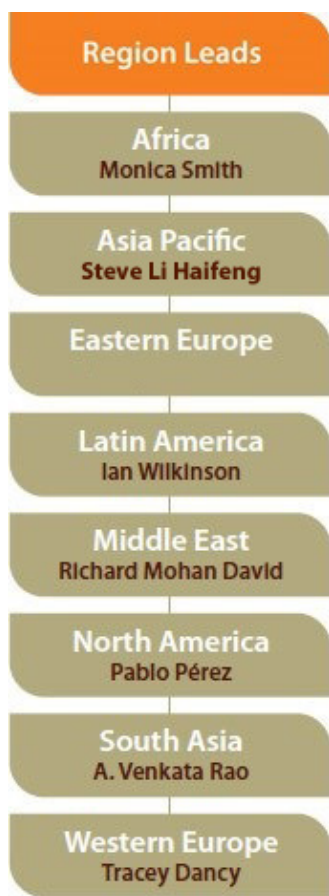 Region Leads
Africa
Monica Smith
Asia Pacific
Steve Li Haifeng
Eastern Europe
Latin America
Ian Wilkinson
Middle East
Richard Mohan David
North America
Pablo Pérez
South Asia
A. Venkata Rao
Western Europe
Tracey Dancy